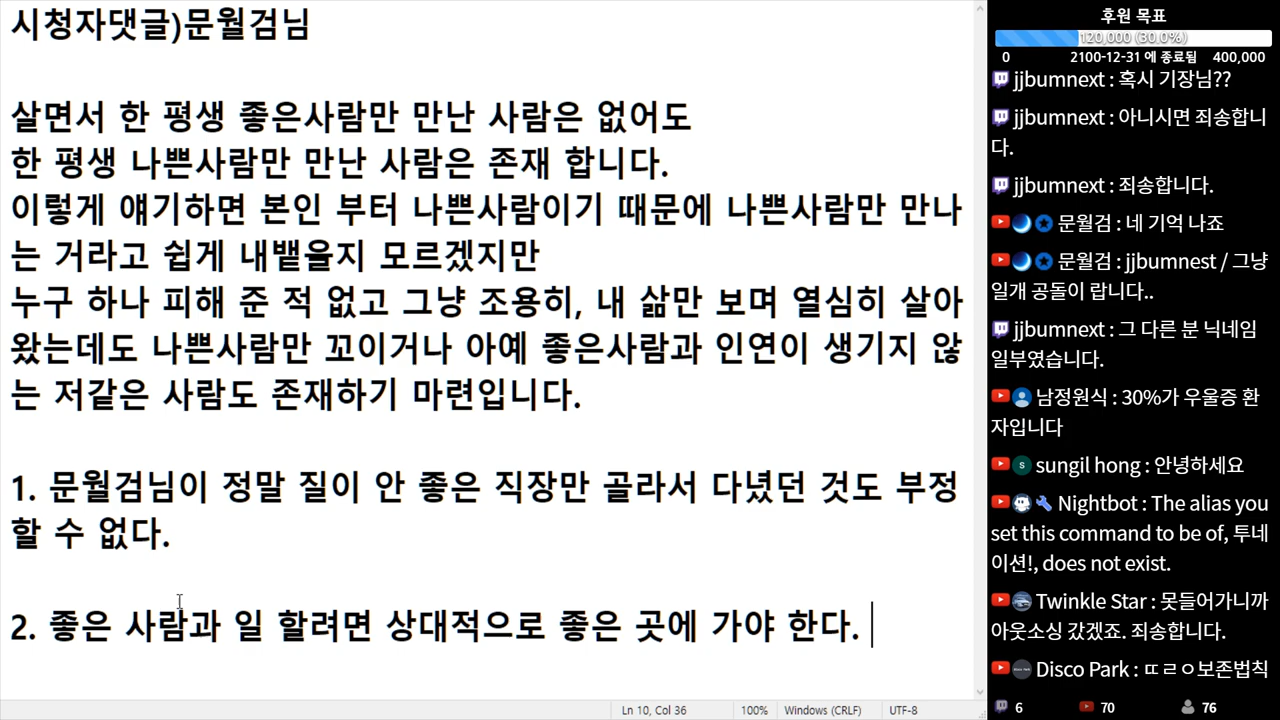 시청자댓글)문월검님
살면서 한 평생 좋은사람만 만난 사람은 없어도
한 평생 나쁜사람만 만난 사람은 존재 합니다.
이렇게 얘기하면 본인 부터 나쁜사람이기 때문에 나쁜사람만 만나
는 거라고 쉽게 내뱉을지 모르겠지만
누구 하나 피해 준 적 없고 그냥 조용히, 내 삶만 보며 열심히 살아
왔는데도 나쁜사람만 꼬이거나 아예 좋은사람과 인연이 생기지 않
는 저같은 사람도 존재하기 마련입니다.
1. 문월검님이 정말 질이 안 좋은 직장만 골라서 다녔던 것도 부정
할 수 없다.
2. 좋은 사람과 일 할려면 상대적으로 좋은 곳에 가야 한다.
Ln 10, Col 36
100%
Windows (CRLF)
UTF-8
후원 목표
120,000 (30.0%)
0 2100-12-31 에 종료됨 400,000
jjbumnext : 혹시 기장님??
jjbumnext : 아니시면 죄송합니
다.
jjbumnext : 죄송합니다.
문월검 : 네 기억 나죠
문월검 : jjbumnest / 그냥
일개 공돌이 랍니다..
jjbumnext : 그 다른 분 닉네임
일부였습니다.
남정원식 : 30%가 우울증 환
자입니다
sungil hong : 안녕하세요
Nightbot : The alias you
set this command to be of, 투네
이션!, does not exist.
Twinkle Star : 못들어가니까
아웃소싱 갔겠죠. 죄송합니다.
Disco Park : ㄸㄹㅇ보존법칙
6 70 76